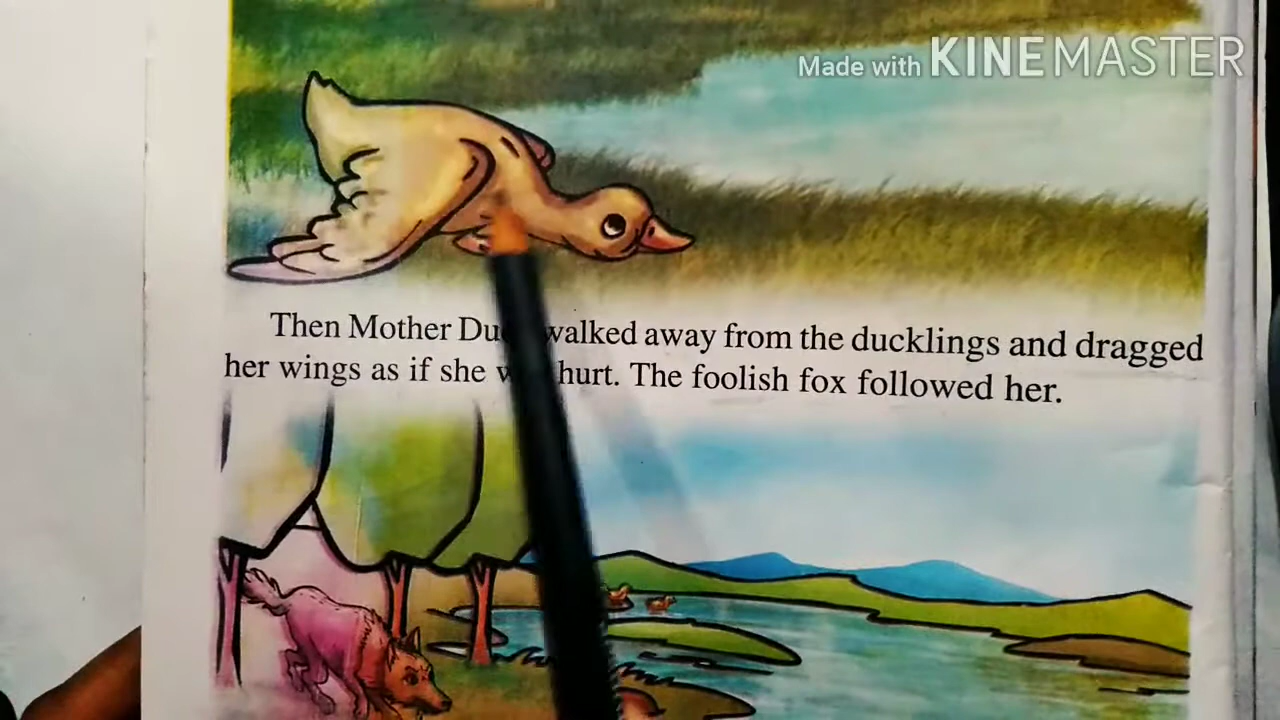 Made with KINEMASTER
Then Mother Du walked away from the ducklings and dragged
her wings as if she w hurt. The foolish fox followed her.